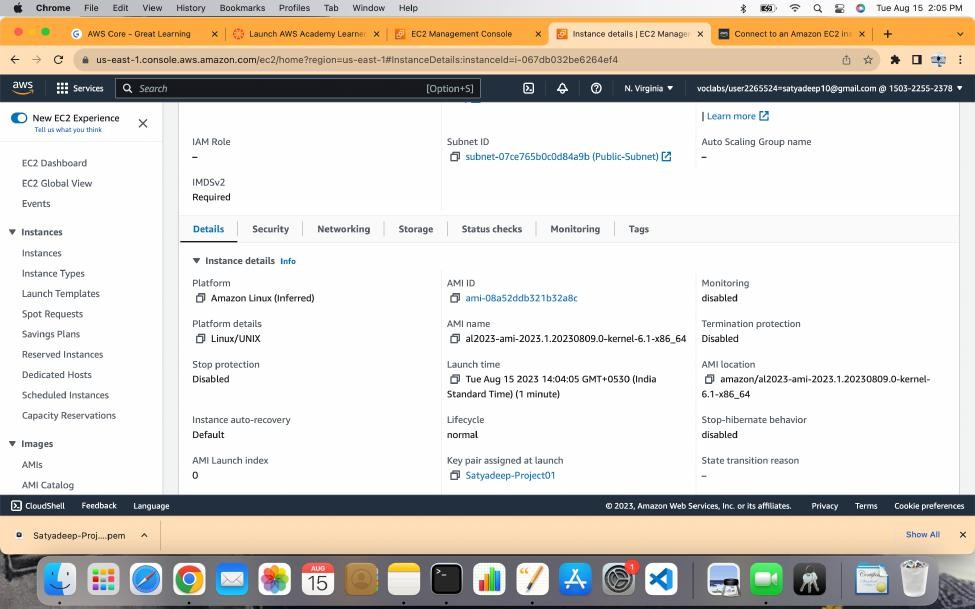 Chrome File Edit View History Bookmarks Profiles Tab Window Help Tue Aug 15 2:05 PM
AWS Core - Great Learning Launch AWS Academy Learner EC2 Management Console Instance details | EC2 Manager Connect to an Amazon EC2 ins
us-east-1.console.aws.amazon.com/ec2/home?region=us-east-1#InstanceDetails:instanceId=i-067db032be6264ef4
aws Services Search [Option+S] N. Virginia voclabs/user2265524=satyadeep10@gmail.com @ 1503-2255-2378
New EC2 Experience
Tell us what you think
EC2 Dashboard
EC2 Global View
Events
Instances
Instances
Instance Types
Launch Templates
Spot Requests
Savings Plans
Reserved Instances
Dedicated Hosts
Scheduled Instances
Capacity Reservations
Images
AMIs
AMI Catalog
| Learn more
IAM Role
–
Subnet ID
subnet-07ce765b0c0d84a9b (Public-Subnet)
Auto Scaling Group name
–
IMDSv2
Required
Details Security Networking Storage Status checks Monitoring Tags
Instance details Info
Platform
Amazon Linux (Inferred)
AMI ID
ami-08a52ddb321b32a8c
Monitoring
disabled
Platform details
Linux/UNIX
AMI name
al2023-ami-2023.1.20230809.0-kernel-6.1-x86_64
Termination protection
Disabled
Stop protection
Disabled
Launch time
Tue Aug 15 2023 14:04:05 GMT+0530 (India
Standard Time) (1 minute)
AMI location
amazon/al2023-ami-2023.1.20230809.0-kernel-
6.1-x86_64
Instance auto-recovery
Default
Lifecycle
normal
Stop-hibernate behavior
disabled
AMI Launch index
0
Key pair assigned at launch
Satyadeep-Project01
State transition reason
–
CloudShell Feedback Language © 2023, Amazon Web Services, Inc. or its affiliates. Privacy Terms Cookie preferences
Satyadeep-Proj....pem Show All
AUG
15
1